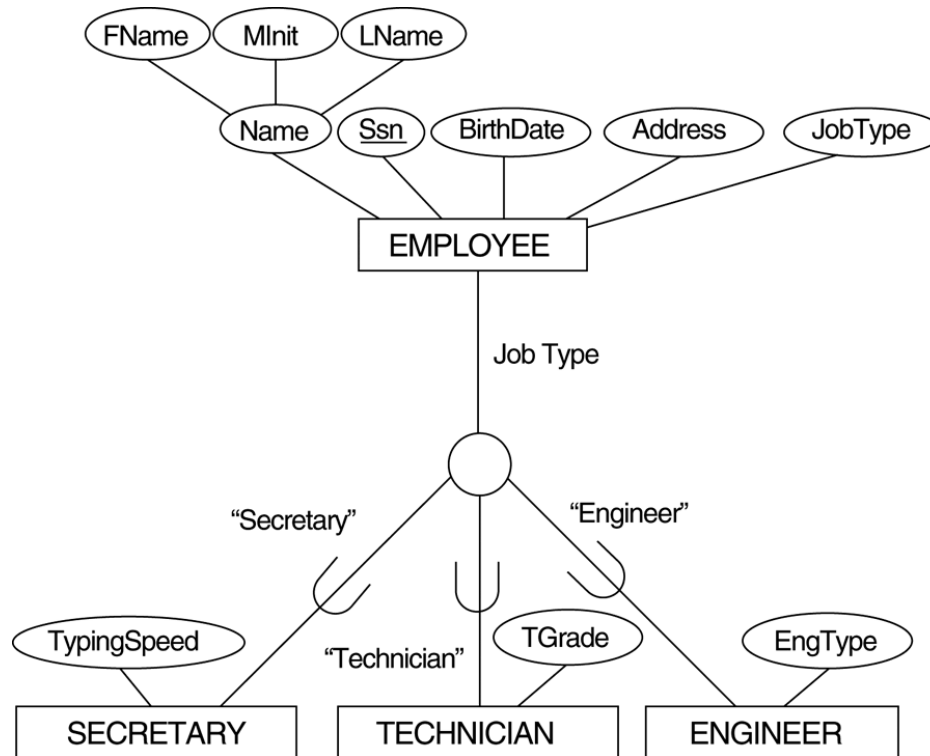 FName
MInit
LName
Name
Ssn
BirthDate
Address
JobType
EMPLOYEE
Job Type
“Secretary”
“Engineer”
“Technician”
TypingSpeed
TGrade
EngType
SECRETARY
TECHNICIAN
ENGINEER